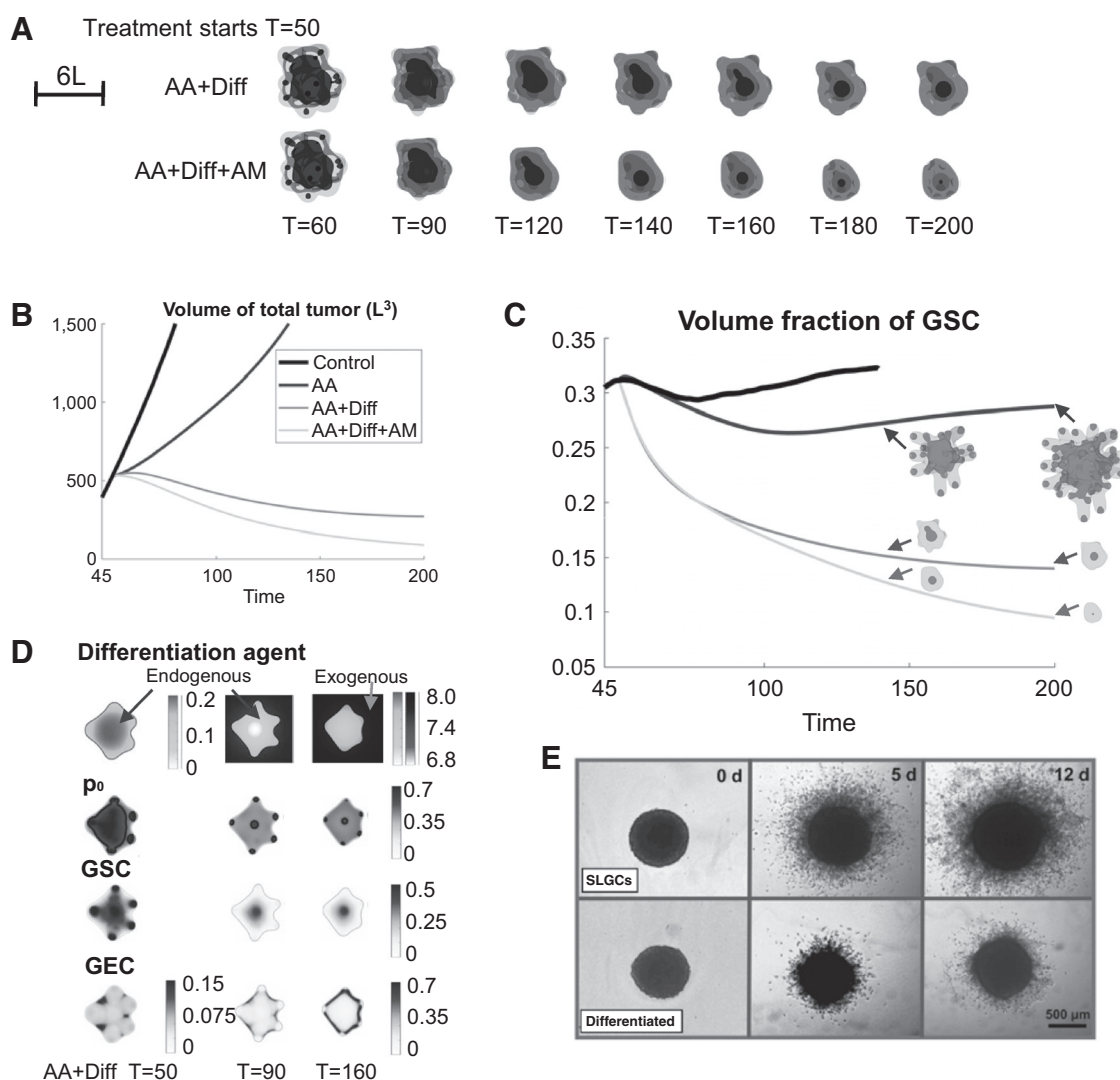 A
Treatment starts T=50
6L
AA+Diff
AA+Diff+AM
T=60 T=90 T=120 T=140 T=160 T=180 T=200
B
Volume of total tumor (L³)
1,500
1,000
500
0
Control
AA
AA+Diff
AA+Diff+AM
45 100 150 200
Time
C
Volume fraction of GSC
0.35
0.3
0.25
0.2
0.15
0.1
0.05
45 100 150 200
Time
D
Differentiation agent
Endogenous Exogenous
0.2
0.1
0
8.0
7.4
6.8
p₀
0.7
0.35
0
GSC
0.5
0.25
0
GEC
0.15
0.075
0
0.7
0.35
0
AA+Diff T=50 T=90 T=160
E
0 d 5 d 12 d
SLGCs
Differentiated
500 µm